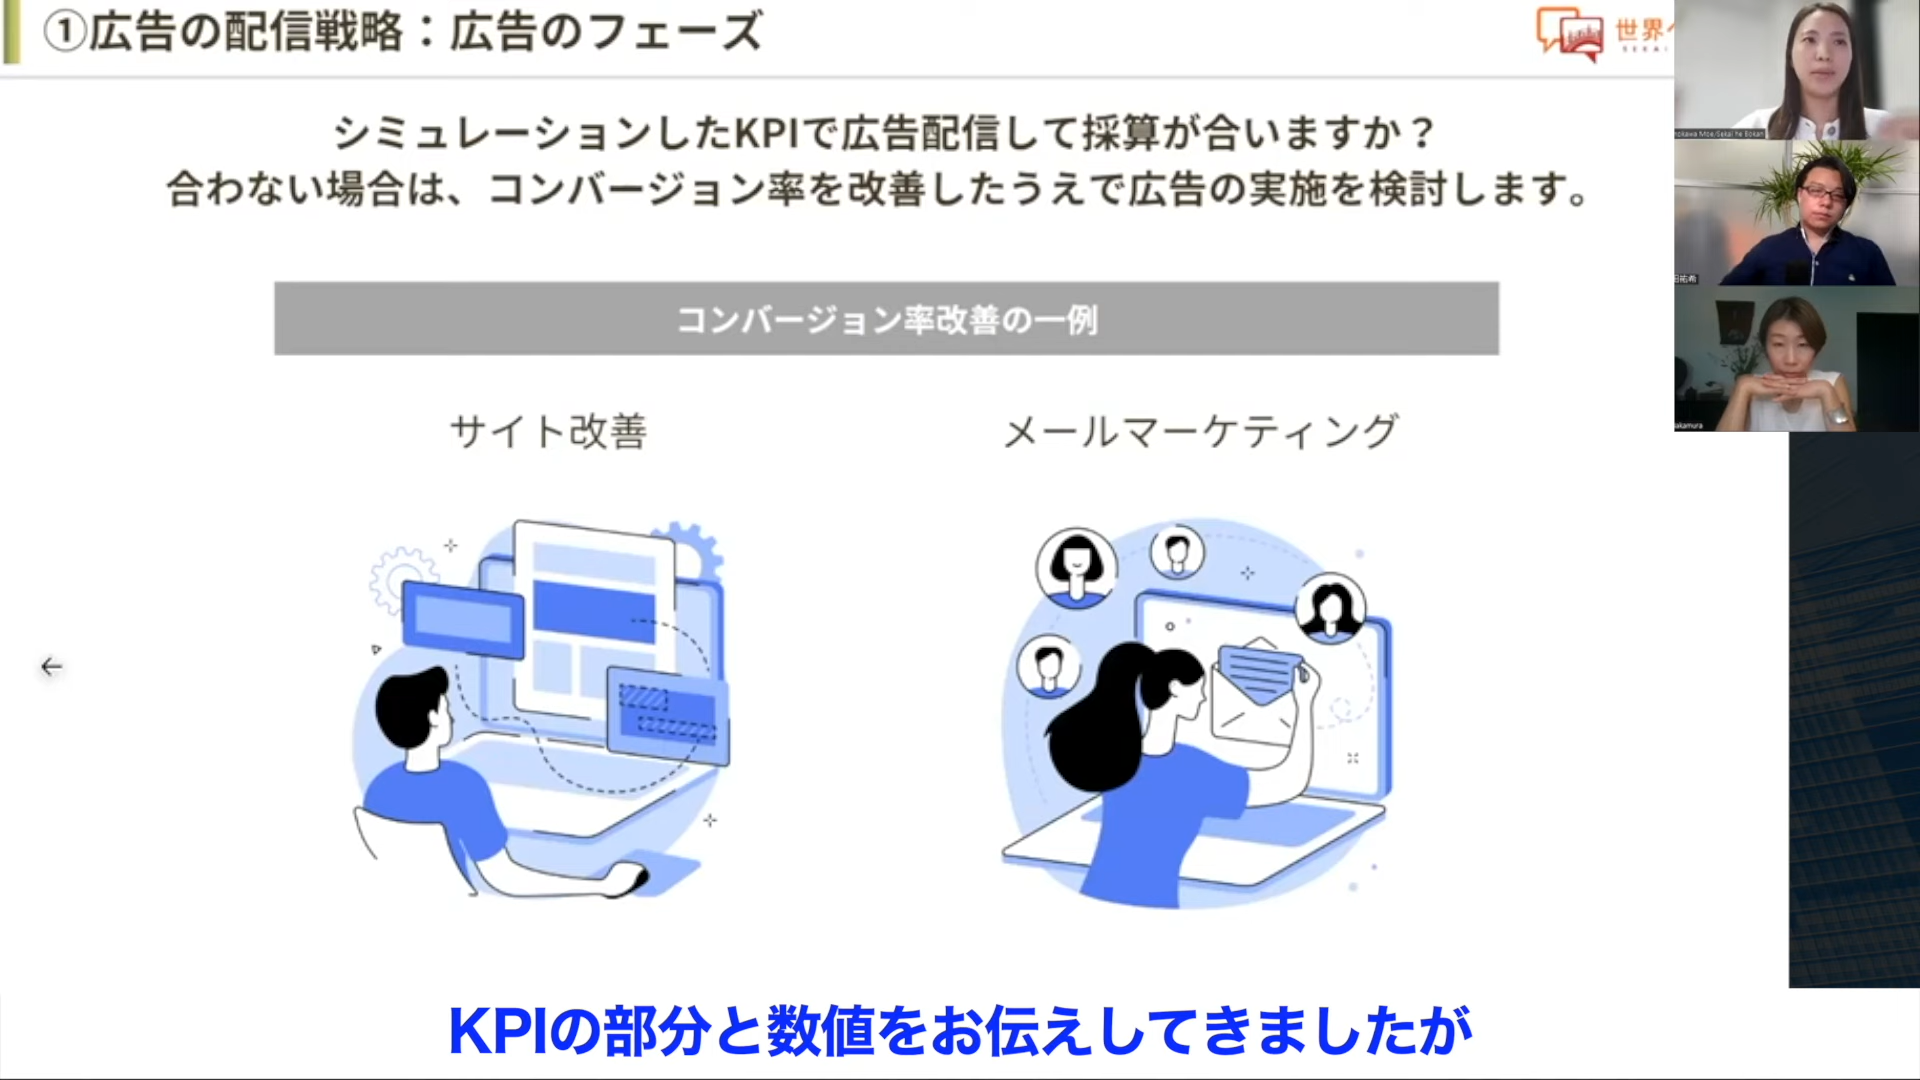 ①広告の配信戦略：広告のフェーズ
世界へ
シミュレーションしたKPIで広告配信して採算が合いますか？
合わない場合は、コンバージョン率を改善したうえで広告の実施を検討します。
コンバージョン率改善の一例
サイト改善
メールマーケティング
KPIの部分と数値をお伝えしてきましたが